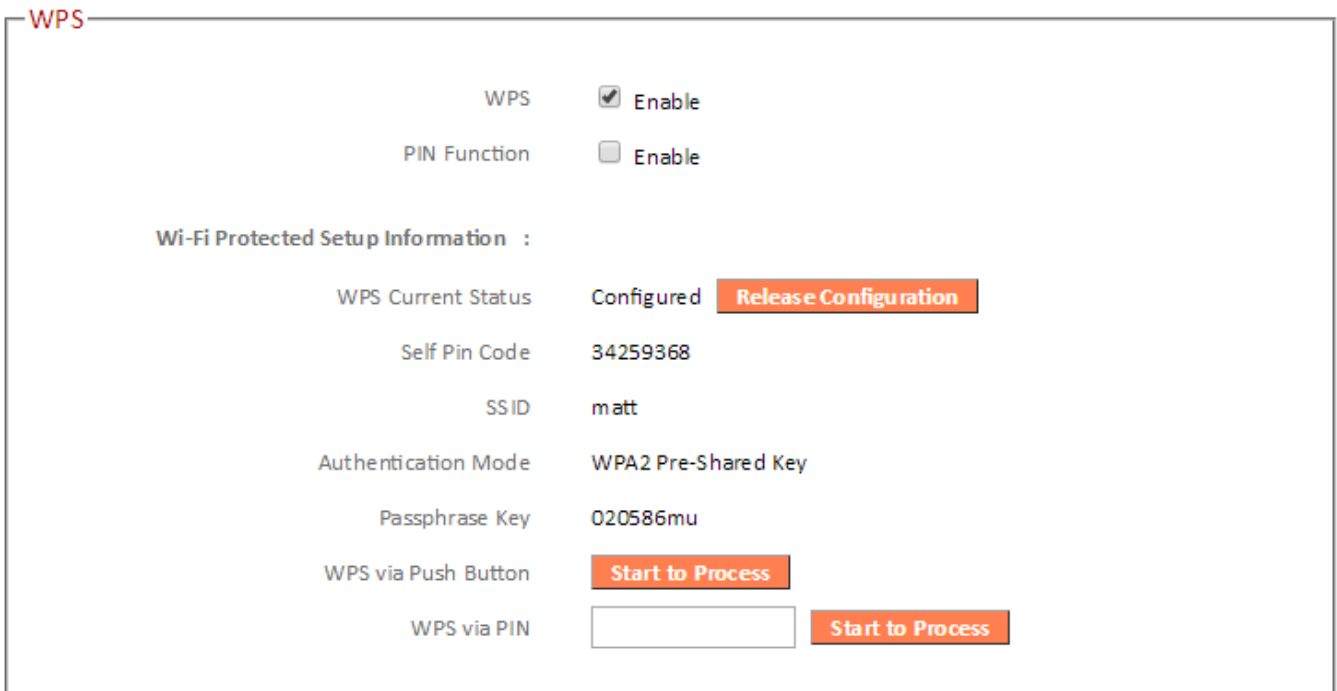 WPS
WPS Enable
PIN Function Enable
Wi-Fi Protected Setup Information :
WPS Current Status Configured Release Configuration
Self Pin Code 34259368
SSID matt
Authentication Mode WPA2 Pre-Shared Key
Passphrase Key 020586mu
WPS via Push Button Start to Process
WPS via PIN Start to Process